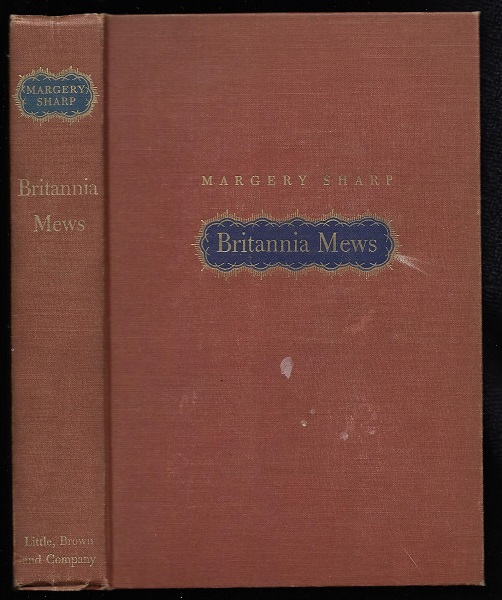 MARGERY
SHARP
Britannia
Mews
Little, Brown
and Company
MARGERY SHARP
Britannia Mews